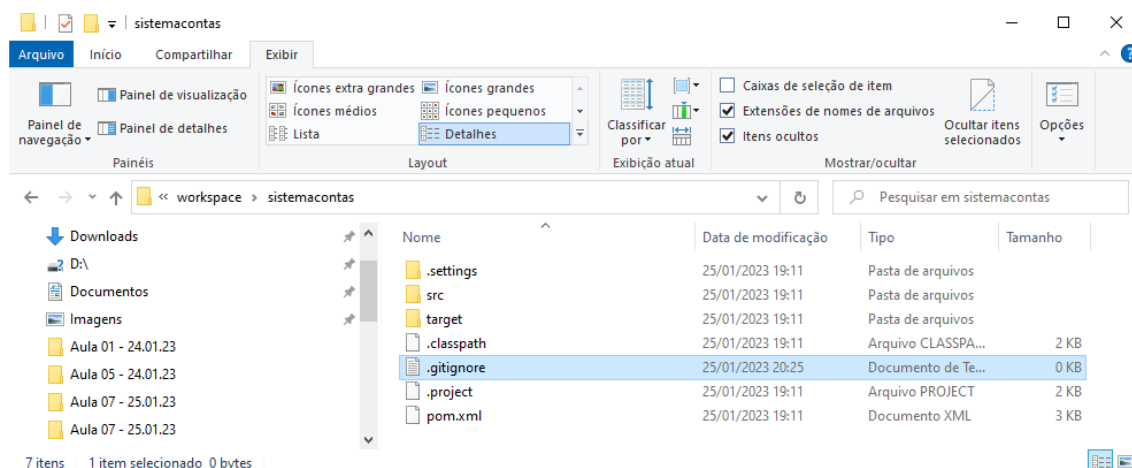 sistemacontas
Arquivo Início Compartilhar Exibir
Painel de navegação
Painel de visualização
Painel de detalhes
Painéis
Ícones extra grandes Ícones grandes
Ícones médios Ícones pequenos
Lista Detalhes
Layout
Classificar por
Exibição atual
Caixas de seleção de item
Extensões de nomes de arquivos
Itens ocultos
Ocultar itens selecionados
Mostrar/ocultar
Opções
« workspace > sistemacontas
Pesquisar em sistemacontas
Downloads
D:\
Documentos
Imagens
Aula 01 - 24.01.23
Aula 05 - 24.01.23
Aula 07 - 25.01.23
Aula 07 - 25.01.23
Nome Data de modificação Tipo Tamanho
.settings 25/01/2023 19:11 Pasta de arquivos
src 25/01/2023 19:11 Pasta de arquivos
target 25/01/2023 19:11 Pasta de arquivos
.classpath 25/01/2023 19:11 Arquivo CLASSPA... 2 KB
.gitignore 25/01/2023 20:25 Documento de Te... 0 KB
.project 25/01/2023 19:11 Arquivo PROJECT 2 KB
pom.xml 25/01/2023 19:11 Documento XML 3 KB
7 itens 1 item selecionado 0 bytes